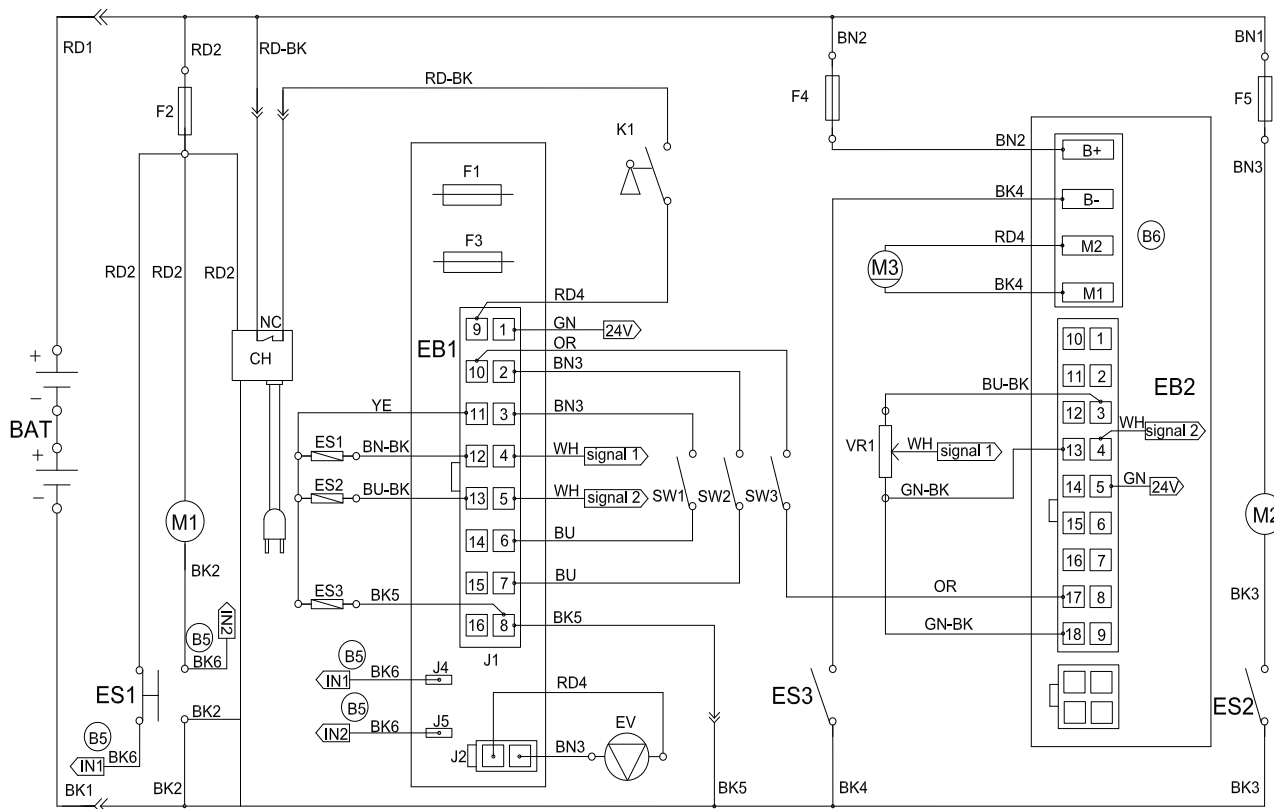 RD1
RD2
RD-BK
BN2
BN1
F2
RD-BK
K1
F4
F5
F1
BN2
B+
BN3
BK4
B-
F3
RD4
M2
B6
RD2
RD2
RD2
M3
BK4
M1
RD4
NC
CH
9 1
GN
24V
EB1
OR
10 1
10 2
BN3
11 2
EB2
BU-BK
YE
11 3
BN3
12 3
BAT
+
-
+
-
ES1
BN-BK
12 4
WH
signal 1
VR1
WH
signal 1
13 4
WH
signal 2
ES2
BU-BK
13 5
WH
signal 2
SW1
SW2
SW3
GN-BK
14 5
GN
24V
M1
14 6
BU
15 6
M2
BK2
15 7
BU
16 7
ES3
BK5
OR
17 8
BK3
IN2
16 8
BK5
GN-BK
18 9
B5
BK6
J1
B5
IN1
BK6
J4
ES1
RD4
ES3
ES2
BK2
B5
IN2
BK6
J5
EV
B5
IN1
BK6
J2
BN3
BK1
BK2
BK5
BK4
BK3